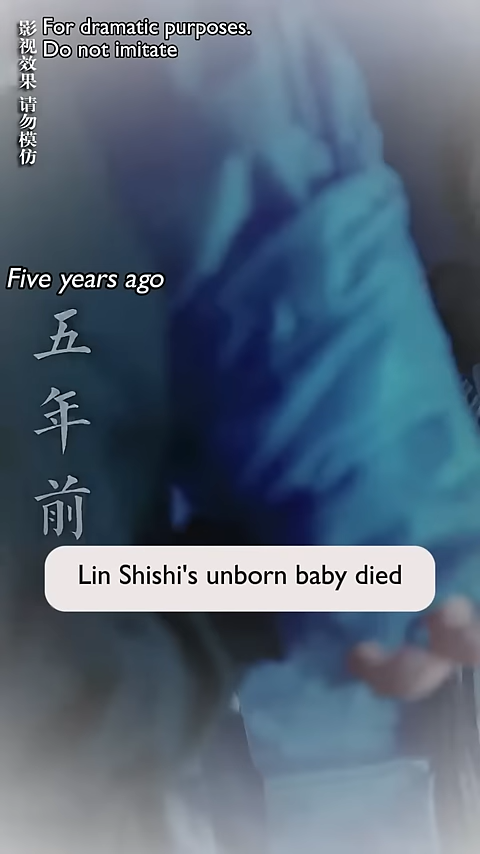 影视效果 请勿模仿
For dramatic purposes.
Do not imitate
Five years ago
五年前
Lin Shishi's unborn baby died